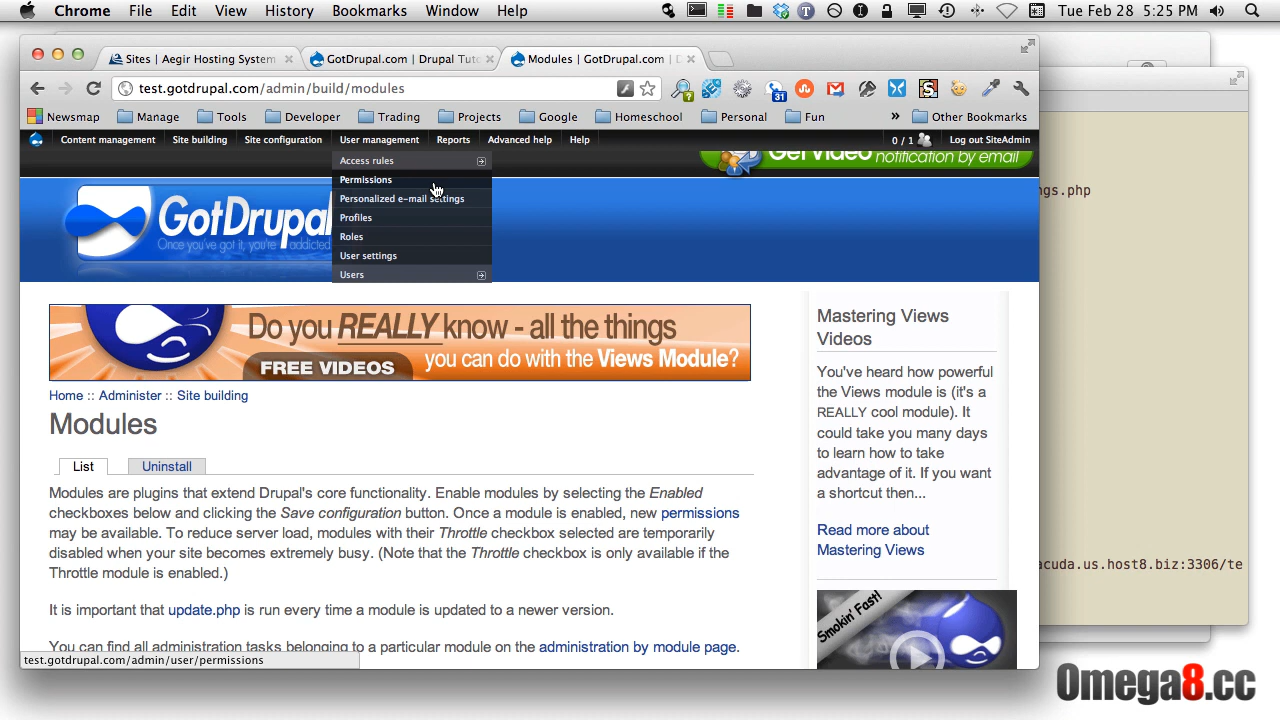 Chrome File Edit View History Bookmarks Window Help Tue Feb 28 5:25 PM
Sites | Aegir Hosting System
GotDrupal.com | Drupal Tuto
Modules | GotDrupal.com | D
test.gotdrupal.com/admin/build/modules
31
Newsmap Manage Tools Developer Trading Projects Google Homeschool Personal Fun » Other Bookmarks
Content management Site building Site configuration User management Reports Advanced help Help 0 / 1 Log out SiteAdmin
Access rules
Permissions
Personalized e-mail settings
Profiles
Roles
User settings
Users
GetVideo notification by email
ngs.php
GotDrupal
Once you've got it, you're addicted
Do you REALLY know - all the things
you can do with the Views Module?
FREE VIDEOS
Home :: Administer :: Site building
Modules
List Uninstall
Modules are plugins that extend Drupal's core functionality. Enable modules by selecting the Enabled
checkboxes below and clicking the Save configuration button. Once a module is enabled, new permissions
may be available. To reduce server load, modules with their Throttle checkbox selected are temporarily
disabled when your site becomes extremely busy. (Note that the Throttle checkbox is only available if the
Throttle module is enabled.)
It is important that update.php is run every time a module is updated to a newer version.
You can find all administration tasks belonging to a particular module on the administration by module page.
Mastering Views
Videos
You've heard how powerful
the Views module is (it's a
REALLY cool module). It
could take you many days
to learn how to take
advantage of it. If you want
a shortcut then...
Read more about
Mastering Views
Smokin' Fast!
acuda.us.host8.biz:3306/te
test.gotdrupal.com/admin/user/permissions
Omega8.cc